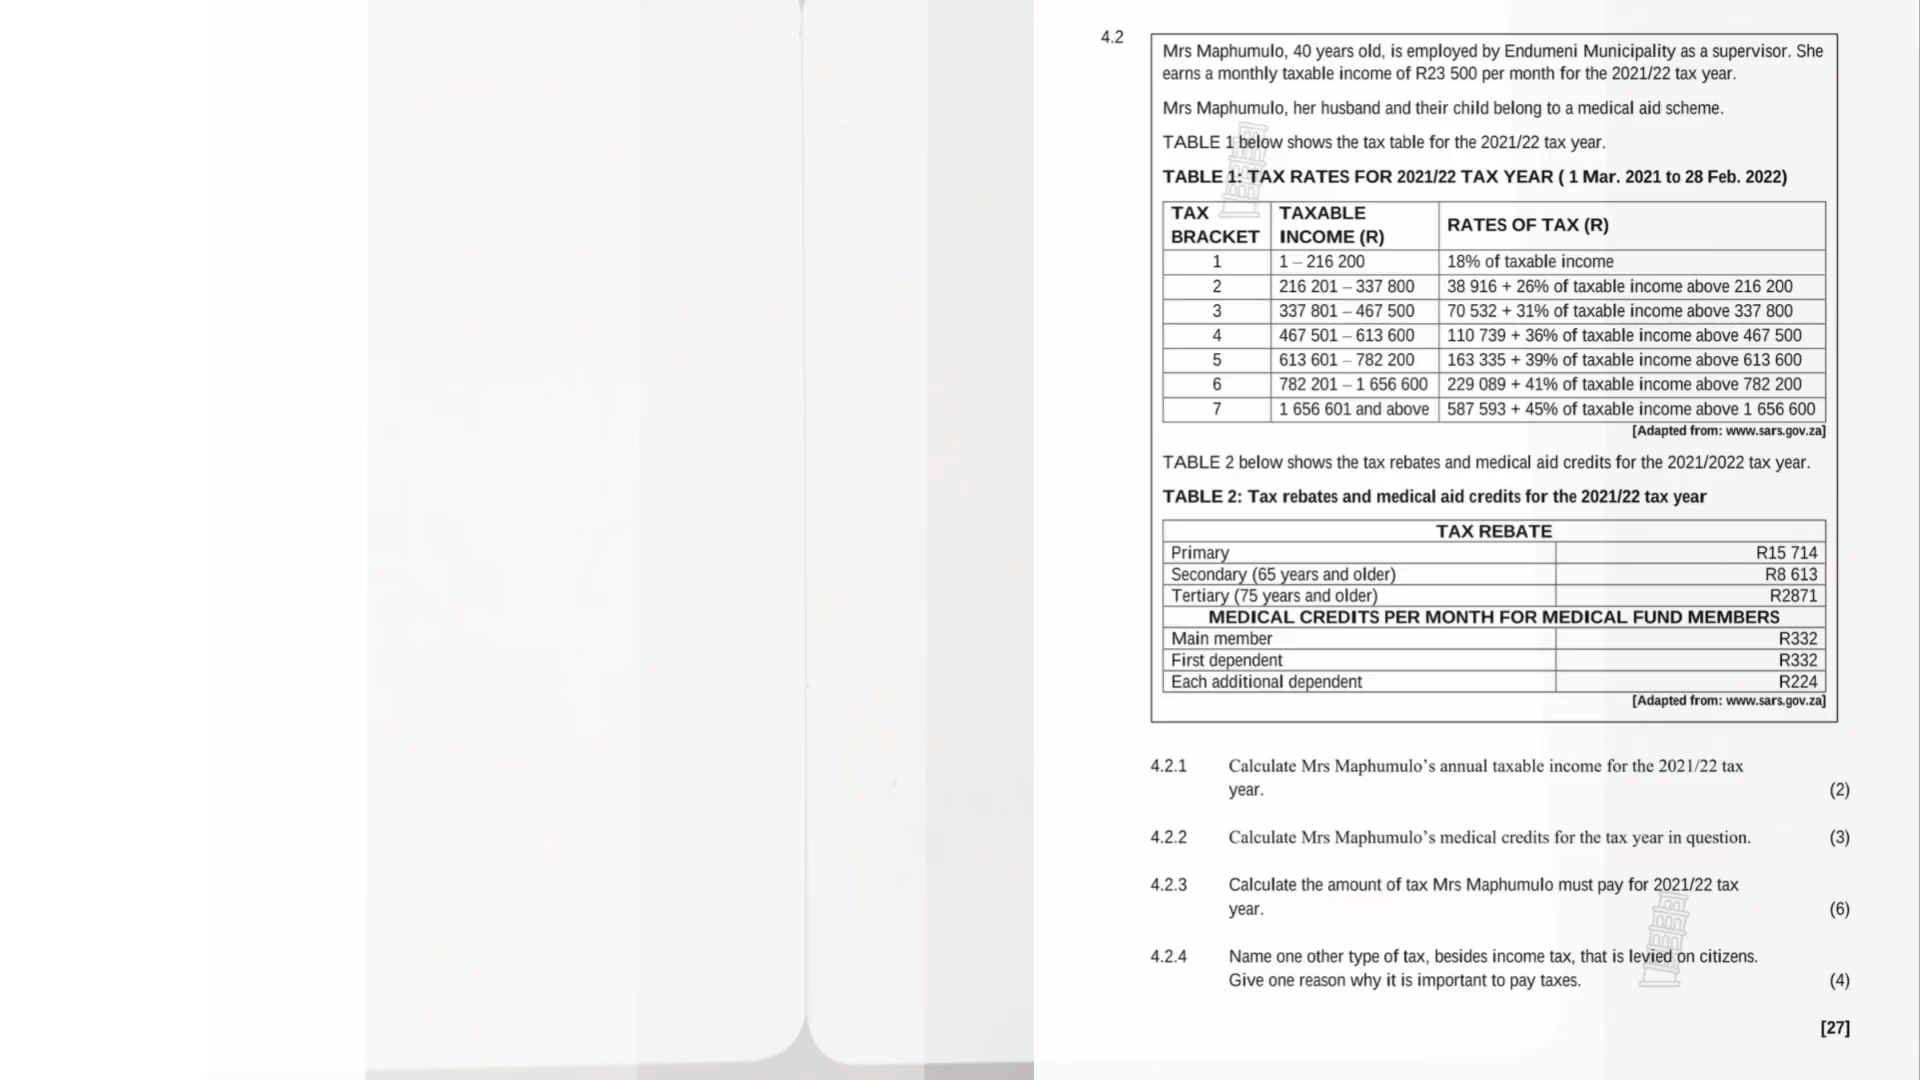 4.2
Mrs Maphumulo, 40 years old, is employed by Endumeni Municipality as a supervisor. She
earns a monthly taxable income of R23 500 per month for the 2021/22 tax year.
Mrs Maphumulo, her husband and their child belong to a medical aid scheme.
TABLE 1 below shows the tax table for the 2021/22 tax year.
TABLE 1: TAX RATES FOR 2021/22 TAX YEAR ( 1 Mar. 2021 to 28 Feb. 2022)
TAX BRACKET TAXABLE INCOME (R) RATES OF TAX (R)
1 1 – 216 200 18% of taxable income
2 216 201 – 337 800 38 916 + 26% of taxable income above 216 200
3 337 801 – 467 500 70 532 + 31% of taxable income above 337 800
4 467 501 – 613 600 110 739 + 36% of taxable income above 467 500
5 613 601 – 782 200 163 335 + 39% of taxable income above 613 600
6 782 201 – 1 656 600 229 089 + 41% of taxable income above 782 200
7 1 656 601 and above 587 593 + 45% of taxable income above 1 656 600
[Adapted from: www.sars.gov.za]
TABLE 2 below shows the tax rebates and medical aid credits for the 2021/2022 tax year.
TABLE 2: Tax rebates and medical aid credits for the 2021/22 tax year
TAX REBATE
Primary R15 714
Secondary (65 years and older) R8 613
Tertiary (75 years and older) R2871
MEDICAL CREDITS PER MONTH FOR MEDICAL FUND MEMBERS
Main member R332
First dependent R332
Each additional dependent R224
[Adapted from: www.sars.gov.za]
4.2.1 Calculate Mrs Maphumulo’s annual taxable income for the 2021/22 tax
year. (2)
4.2.2 Calculate Mrs Maphumulo’s medical credits for the tax year in question. (3)
4.2.3 Calculate the amount of tax Mrs Maphumulo must pay for 2021/22 tax
year. (6)
4.2.4 Name one other type of tax, besides income tax, that is levied on citizens.
Give one reason why it is important to pay taxes. (4)
[27]